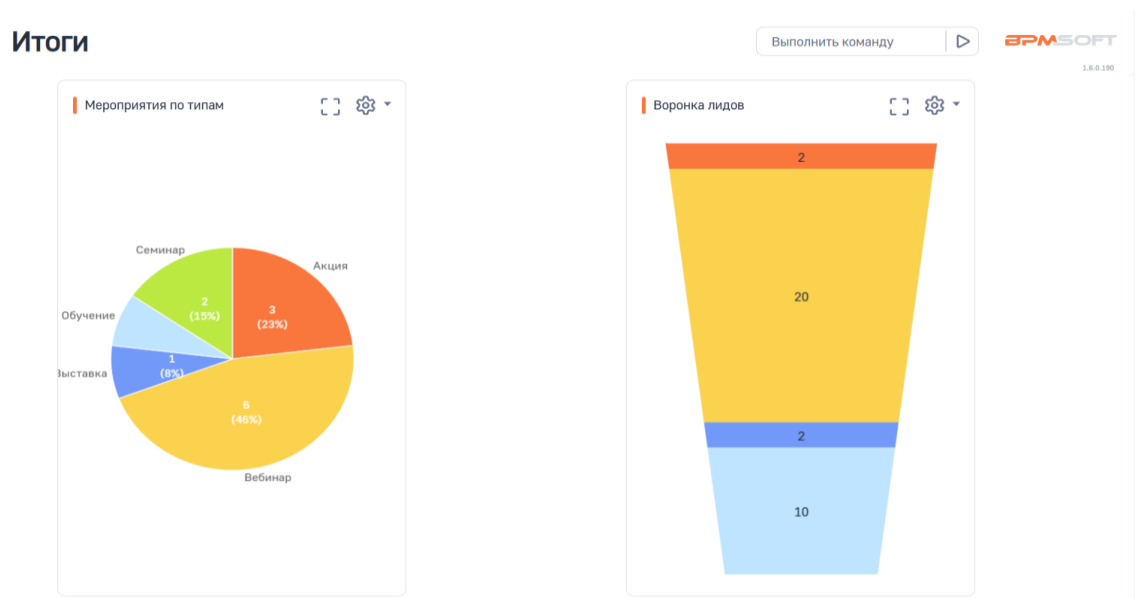 Итоги
Выполнить команду
BPMSOFT
1.6.0.190
Мероприятия по типам
Семинар
Акция
2
(15%)
3
(23%)
Обучение
1
(8%)
Выставка
6
(46%)
Вебинар
Воронка лидов
2
20
2
10